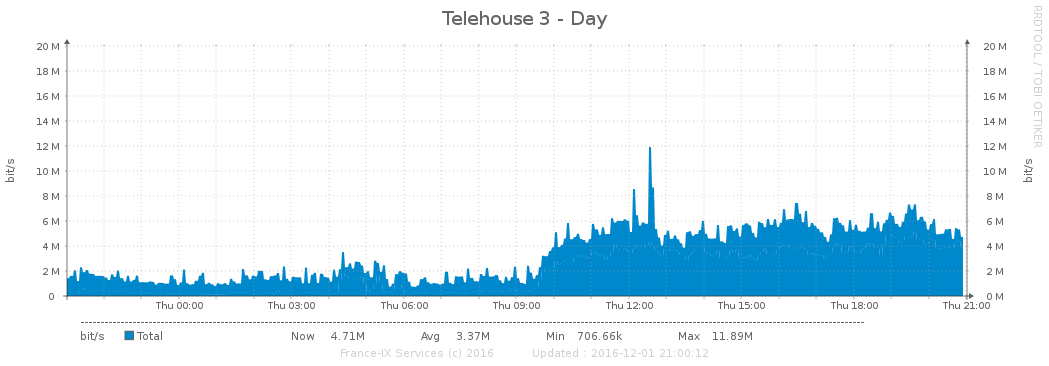 Telehouse 3 - Day
RRDTOOL / TOBI OETIKER
bit/s
20 M 20 M
18 M 18 M
16 M 16 M
14 M 14 M
12 M 12 M
10 M 10 M
8 M 8 M
6 M 6 M
4 M 4 M
2 M 2 M
0 0 M
bit/s
Thu 00:00 Thu 03:00 Thu 06:00 Thu 09:00 Thu 12:00 Thu 15:00 Thu 18:00 Thu 21:00
bit/s Total Now 4.71M Avg 3.37M Min 706.66k Max 11.89M
France-IX Services (c) 2016 Updated : 2016-12-01 21:00:12